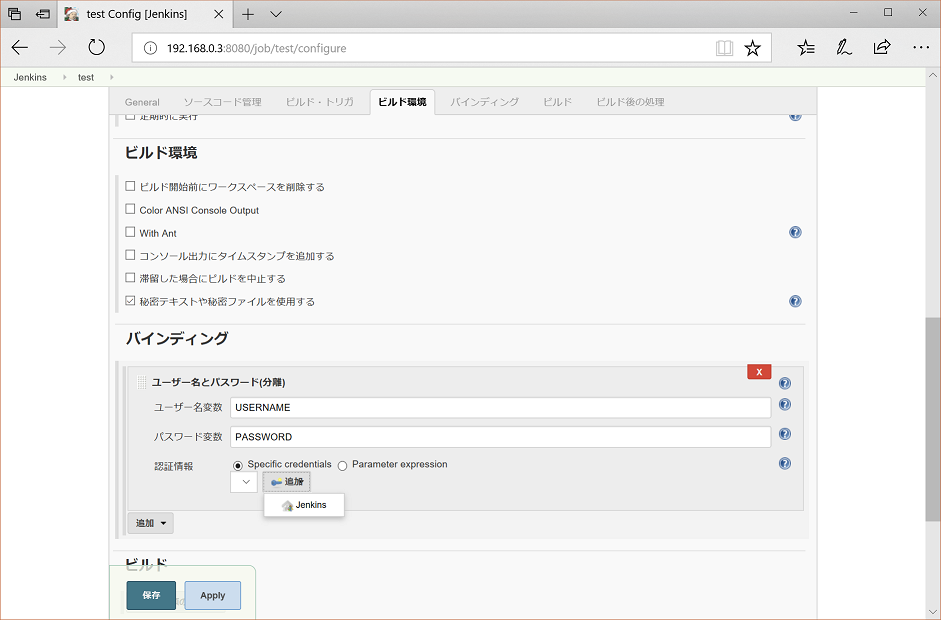 test Config [Jenkins]
192.168.0.3:8080/job/test/configure
Jenkins test
General ソースコード管理 ビルド・トリガ ビルド環境 バインディング ビルド ビルド後の処理
定期的に実行
ビルド環境
ビルド開始前にワークスペースを削除する
Color ANSI Console Output
With Ant
コンソール出力にタイムスタンプを追加する
滞留した場合にビルドを中止する
秘密テキストや秘密ファイルを使用する
バインディング
X
ユーザー名とパスワード(分離)
ユーザー名変数 USERNAME
パスワード変数 PASSWORD
認証情報 Specific credentials Parameter expression
追加
Jenkins
追加
ビルド
保存 Apply